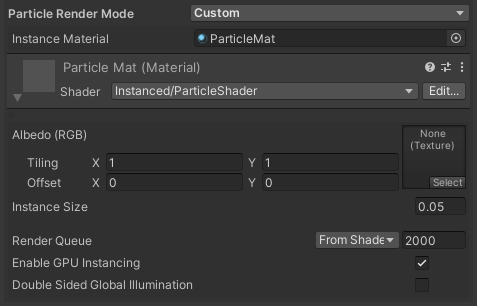 Particle Render Mode Custom
Instance Material ParticleMat
Particle Mat (Material)
Shader Instanced/ParticleShader Edit...
Albedo (RGB)
None
(Texture)
Tiling X 1 Y 1
Offset X 0 Y 0
Select
Instance Size 0.05
Render Queue From Shade 2000
Enable GPU Instancing
Double Sided Global Illumination